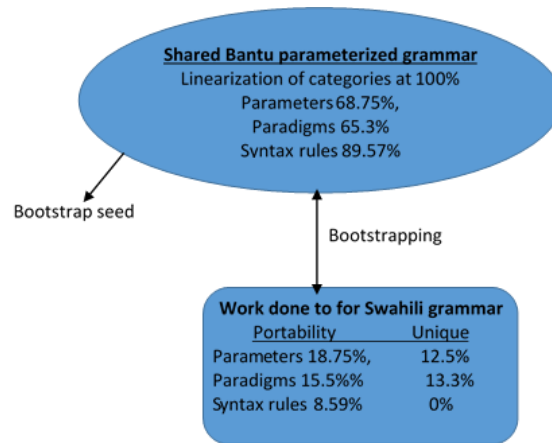 Shared Bantu parameterized grammar
Linearization of categories at 100%
Parameters 68.75%,
Paradigms 65.3%
Syntax rules 89.57%
Bootstrap seed
Bootstrapping
Work done to for Swahili grammar
Portability Unique
Parameters 18.75%, 12.5%
Paradigms 15.5%% 13.3%
Syntax rules 8.59% 0%